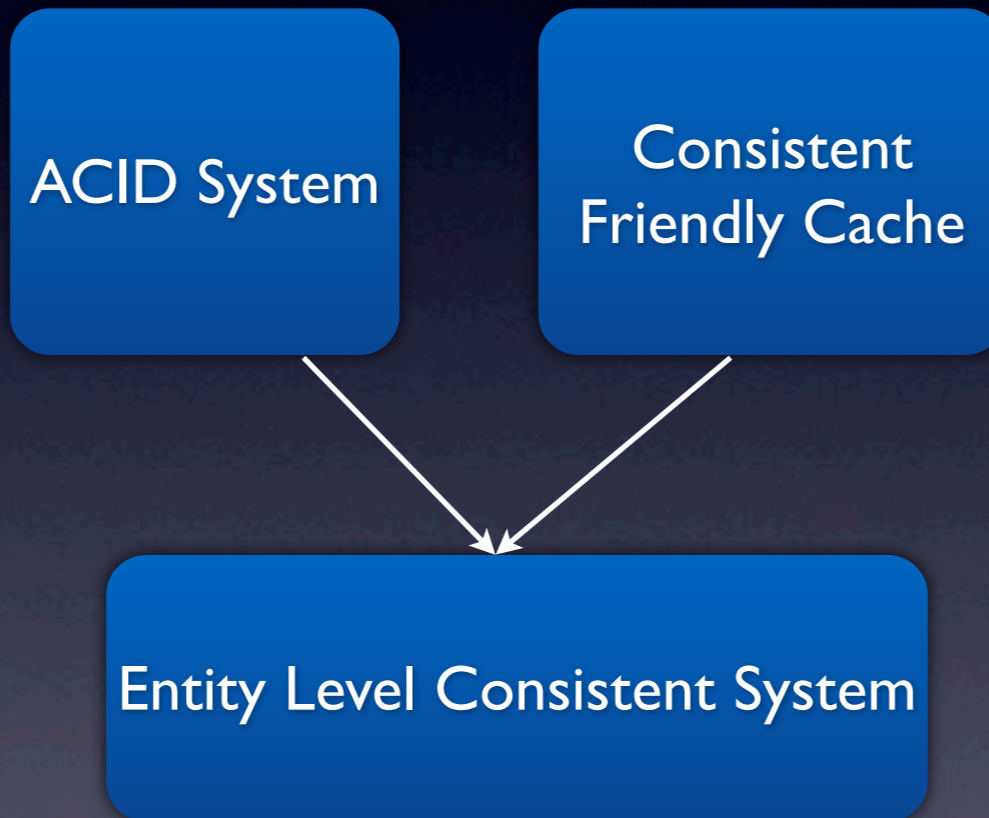 ACID System
Consistent
Friendly Cache
Entity Level Consistent System